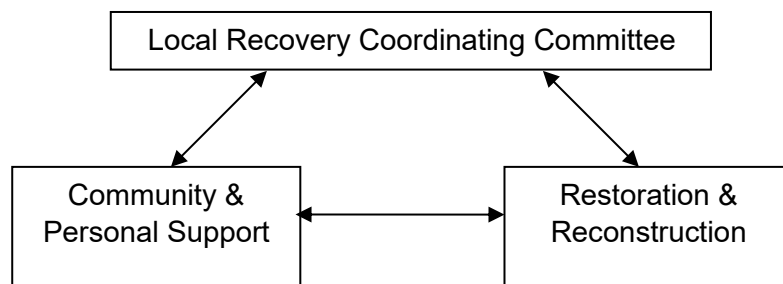 Local Recovery Coordinating Committee
Community &
Personal Support
Restoration &
Reconstruction